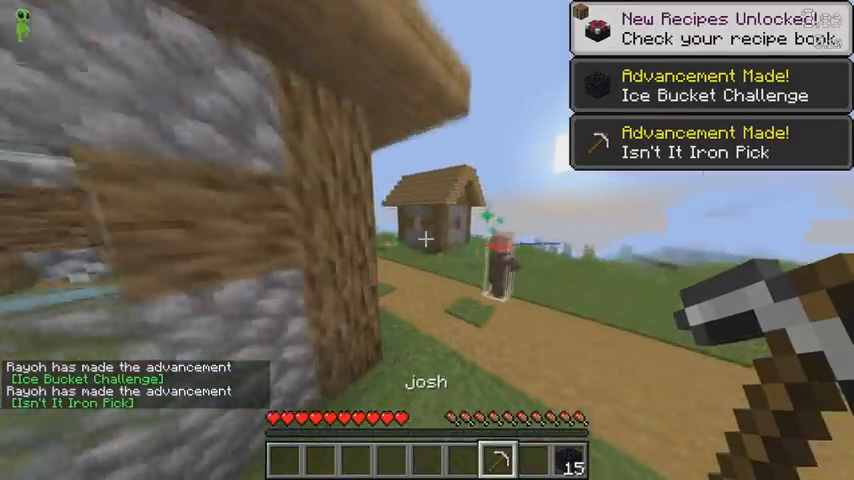 New Recipes Unlocked!
Check your recipe book
Advancement Made!
Ice Bucket Challenge
Advancement Made!
Isn't It Iron Pick
Rayoh has made the advancement
[Ice Bucket Challenge]
Rayoh has made the advancement
[Isn't It Iron Pick]
josh
15